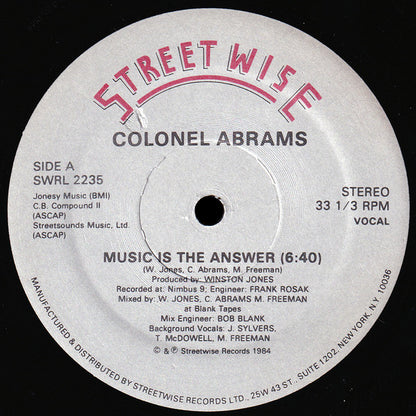 STREETWISE
COLONEL ABRAMS
SIDE A
SWRL 2235
Jonesy Music (BMI)
C.B. Compound II
(ASCAP)
Streetsounds Music, Ltd.
(ASCAP)
STEREO
33 1/3 RPM
VOCAL
MUSIC IS THE ANSWER (6:40)
(W. Jones, C. Abrams, M. Freeman)
Produced by: WINSTON JONES
Recorded at: Nimbus 9; Engineer: FRANK ROSAK
Mixed by: W. JONES, C. ABRAMS M. FREEMAN
at Blank Tapes
Mix Engineer: BOB BLANK
Background Vocals: J. SYLVERS,
T. McDOWELL, M. FREEMAN
© & ℗ Streetwise Records 1984
MANUFACTURED & DISTRIBUTED BY STREETWISE RECORDS LTD., 25W 43 ST., SUITE 1202, NEW YORK, N.Y. 10036